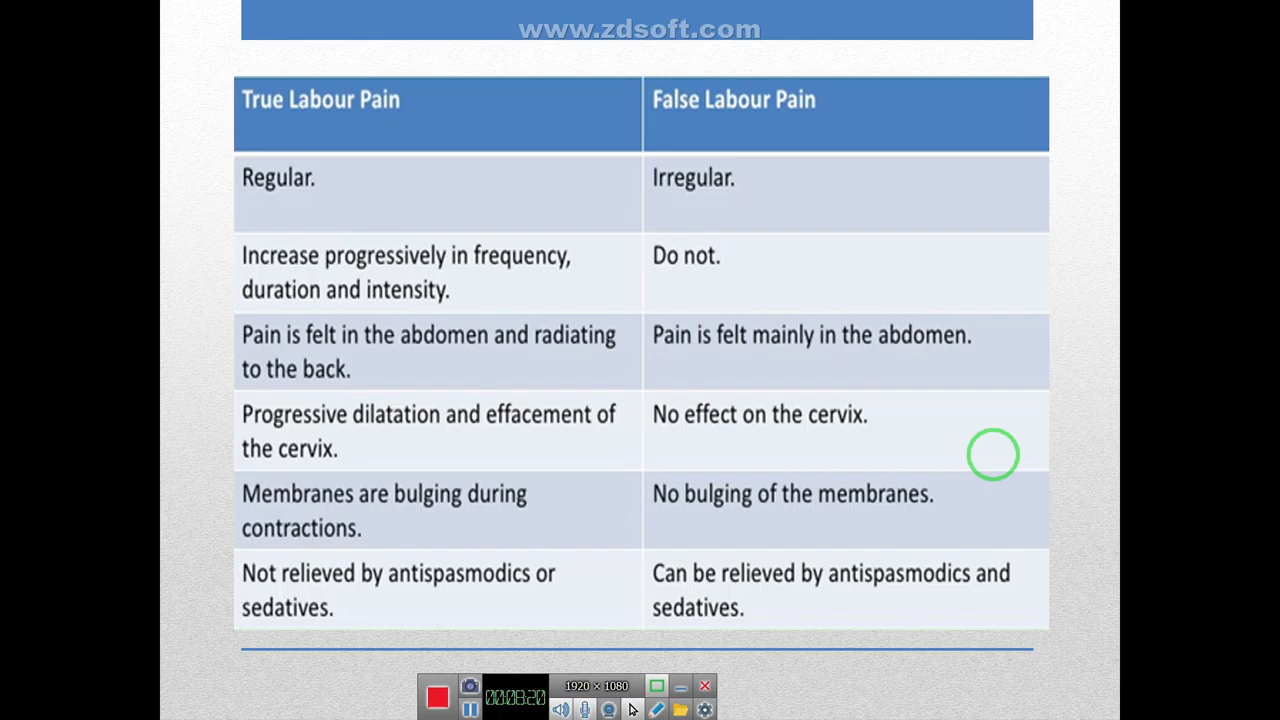 www.zdsoft.com
True Labour Pain
False Labour Pain
Regular.
Irregular.
Increase progressively in frequency,
duration and intensity.
Do not.
Pain is felt in the abdomen and radiating
to the back.
Pain is felt mainly in the abdomen.
Progressive dilatation and effacement of
the cervix.
No effect on the cervix.
Membranes are bulging during
contractions.
No bulging of the membranes.
Not relieved by antispasmodics or
sedatives.
Can be relieved by antispasmodics and
sedatives.
00:08:20
1920 × 1080